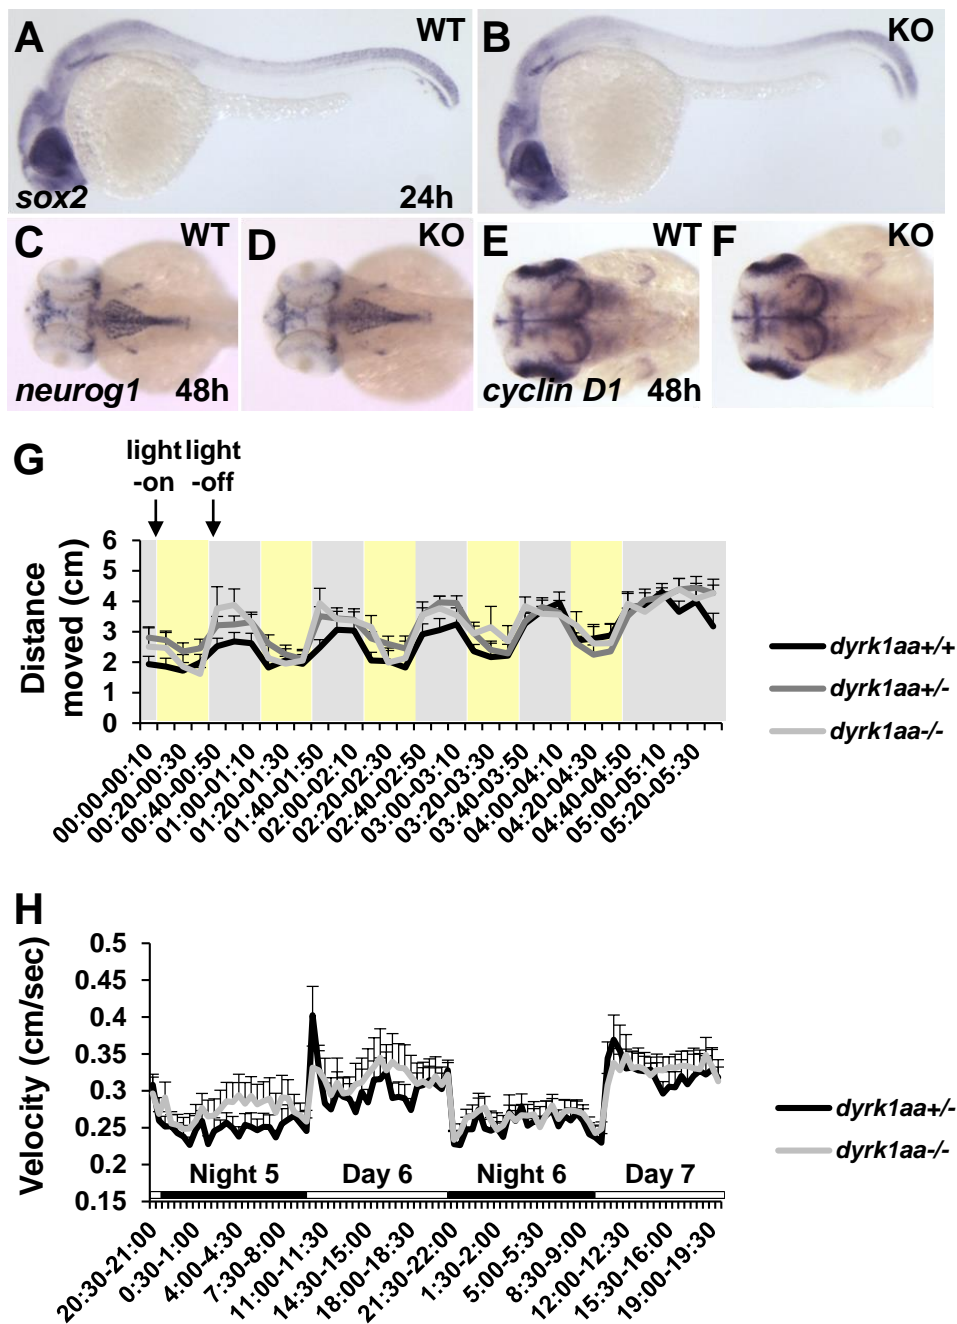 A WT
B KO
sox2 24h
C WT
D KO
E WT
F KO
neurog1 48h
cyclin D1 48h
G
light light
-on -off
Distance
moved (cm)
6
5
4
3
2
1
0
dyrk1aa+/+
dyrk1aa+/-
dyrk1aa-/-
00:00-00:10
00:20-00:30
00:40-00:50
01:00-01:10
01:20-01:30
01:40-01:50
02:00-02:10
02:20-02:30
02:40-02:50
03:00-03:10
03:20-03:30
03:40-03:50
04:00-04:10
04:20-04:30
04:40-04:50
05:00-05:10
05:20-05:30
H
Velocity (cm/sec)
0.5
0.45
0.4
0.35
0.3
0.25
0.2
0.15
dyrk1aa+/-
dyrk1aa-/-
Night 5 Day 6 Night 6 Day 7
20:30-21:00
0:30-1:00
4:00-4:30
7:30-8:00
11:00-11:30
14:30-15:00
18:00-18:30
21:30-22:00
1:30-2:00
5:00-5:30
8:30-9:00
12:00-12:30
15:30-16:00
19:00-19:30